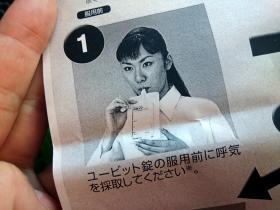 服用前
1
ユービット錠の服用前に呼気
を採取してください※。